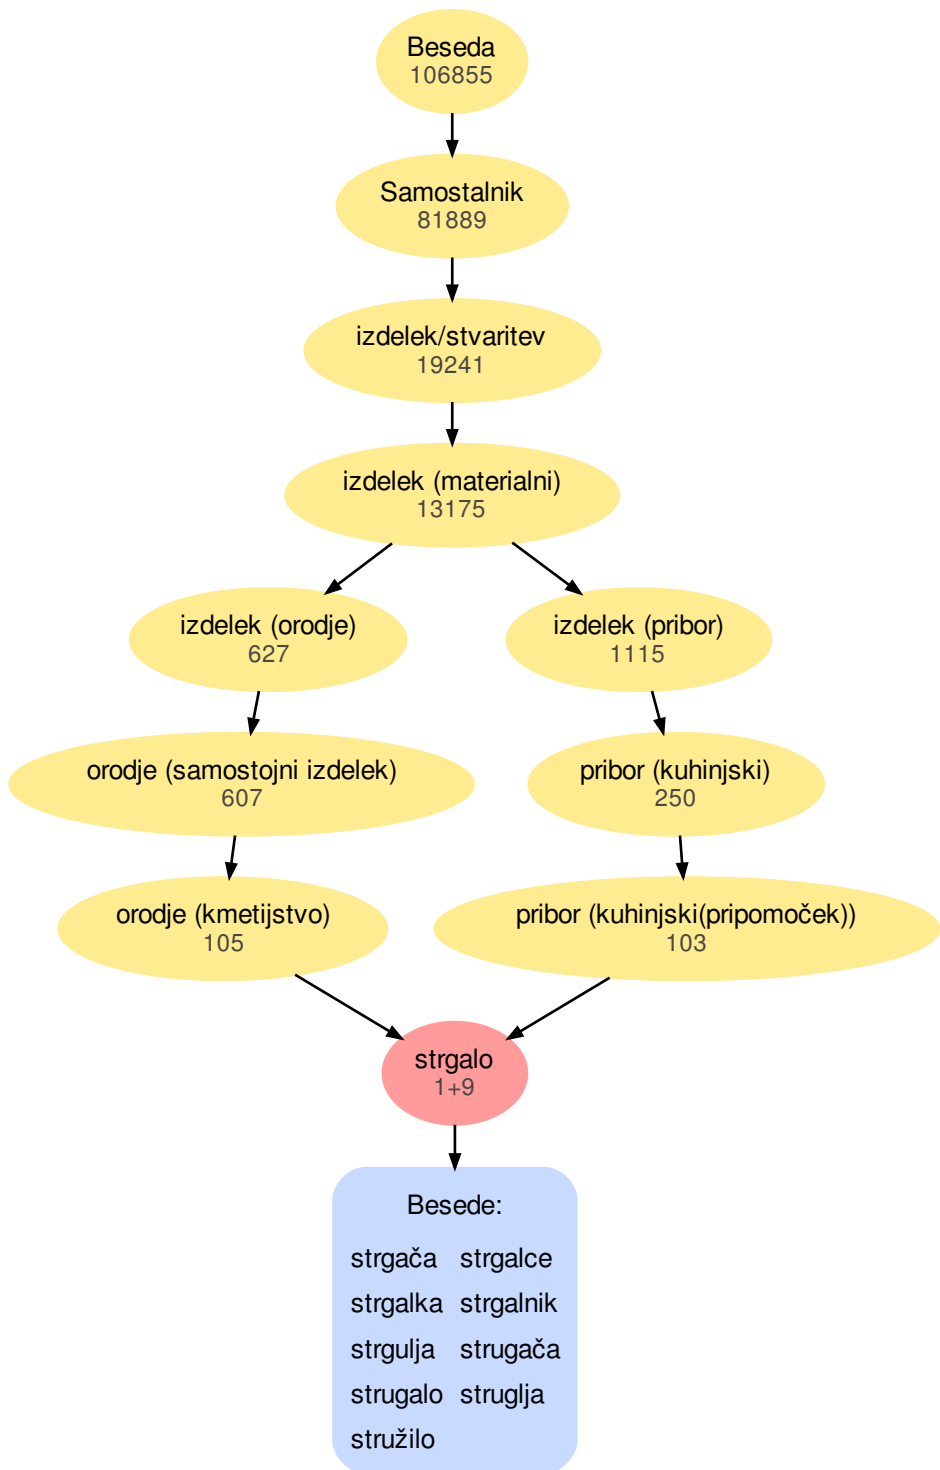 Beseda
106855
Samostalnik
81889
izdelek/stvaritev
19241
izdelek (materialni)
13175
izdelek (orodje)
627
izdelek (pribor)
1115
orodje (samostojni izdelek)
607
pribor (kuhinjski)
250
orodje (kmetijstvo)
105
pribor (kuhinjski(pripomoček))
103
strgalo
1+9
Besede:
strgača strgalce
strgalka strgalnik
strgulja strugača
strugalo struglja
stružilo